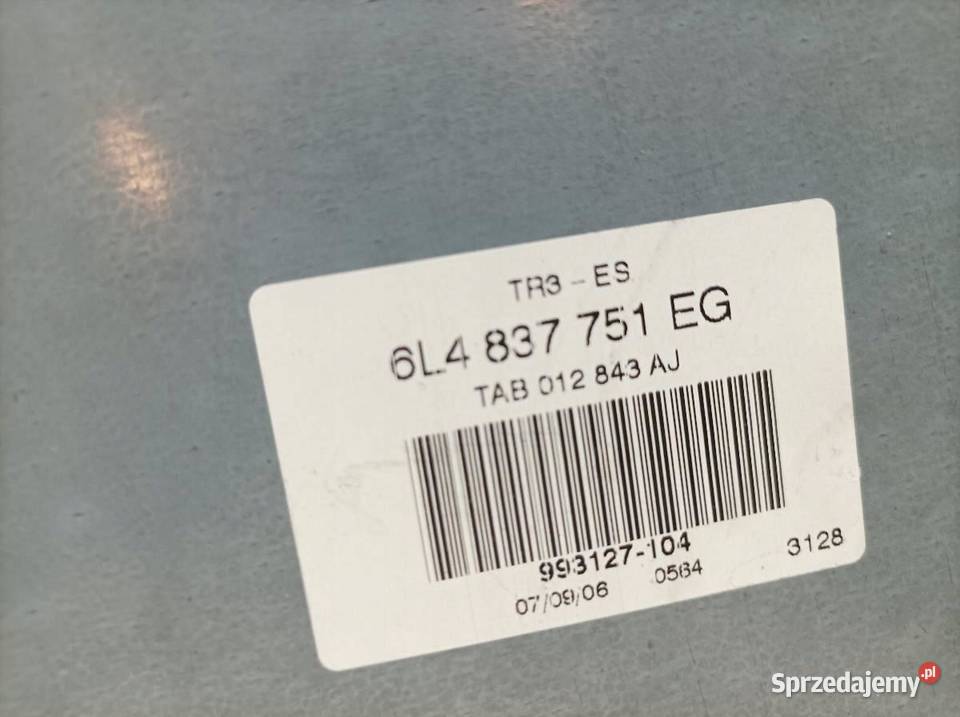 TR3 - ES
6L4 837 751 EG
TAB 012 843 AJ
993127-104
3128
07/09/06 0564
Sprzedajemy.pl